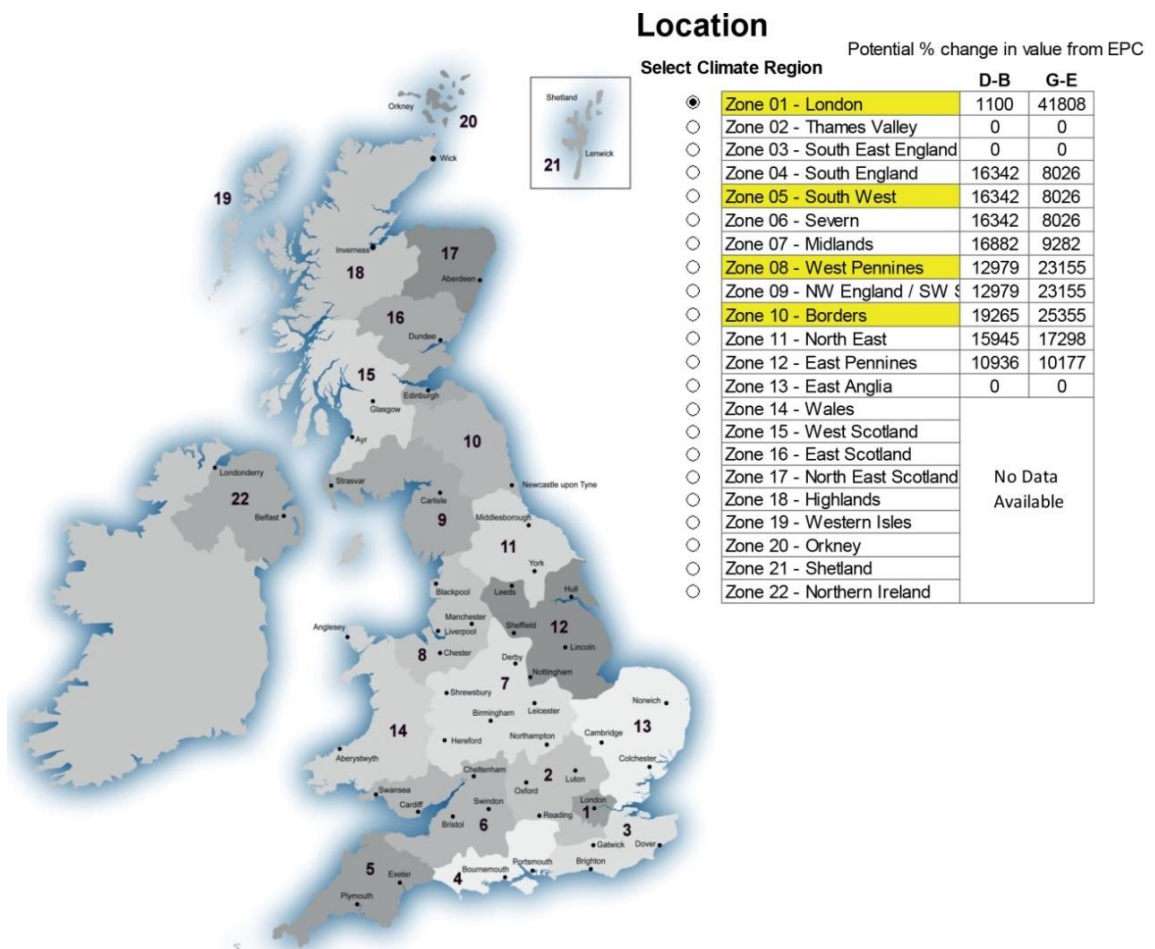 Location
Potential % change in value from EPC
Select Climate Region
D-B G-E
Zone 01 - London 1100 41808
Zone 02 - Thames Valley 0 0
Zone 03 - South East England 0 0
Zone 04 - South England 16342 8026
Zone 05 - South West 16342 8026
Zone 06 - Severn 16342 8026
Zone 07 - Midlands 16882 9282
Zone 08 - West Pennines 12979 23155
Zone 09 - NW England / SW S 12979 23155
Zone 10 - Borders 19265 25355
Zone 11 - North East 15945 17298
Zone 12 - East Pennines 10936 10177
Zone 13 - East Anglia 0 0
Zone 14 - Wales
Zone 15 - West Scotland
Zone 16 - East Scotland
Zone 17 - North East Scotland
Zone 18 - Highlands
Zone 19 - Western Isles
Zone 20 - Orkney
Zone 21 - Shetland
Zone 22 - Northern Ireland
No Data
Available
Orkney
20
Shetland
Lerwick
21
Wick
19
Inverness
18
17
Aberdeen
16
Dundee
15
Edinburgh
Glasgow
10
Ayr
Londonderry
22
Belfast
Strasvar
Carlisle
9
Newcastle upon Tyne
Middlesborough
11
York
Blackpool
Leeds
Hull
Manchester
Liverpool
Anglesey
Sheffield
12
8
Chester
Derby
Lincoln
Nottingham
7
Shrewsbury
Leicester
Norwich
Birmingham
13
14
Hereford
Northampton
Cambridge
Aberystwyth
Colchester
Cheltenham
2
Luton
Oxford
Swansea
Cardiff
Swindon
London
1
Bristol
6
Reading
3
Gatwick
Dover
5
Exeter
4
Bournemouth
Portsmouth
Brighton
Plymouth